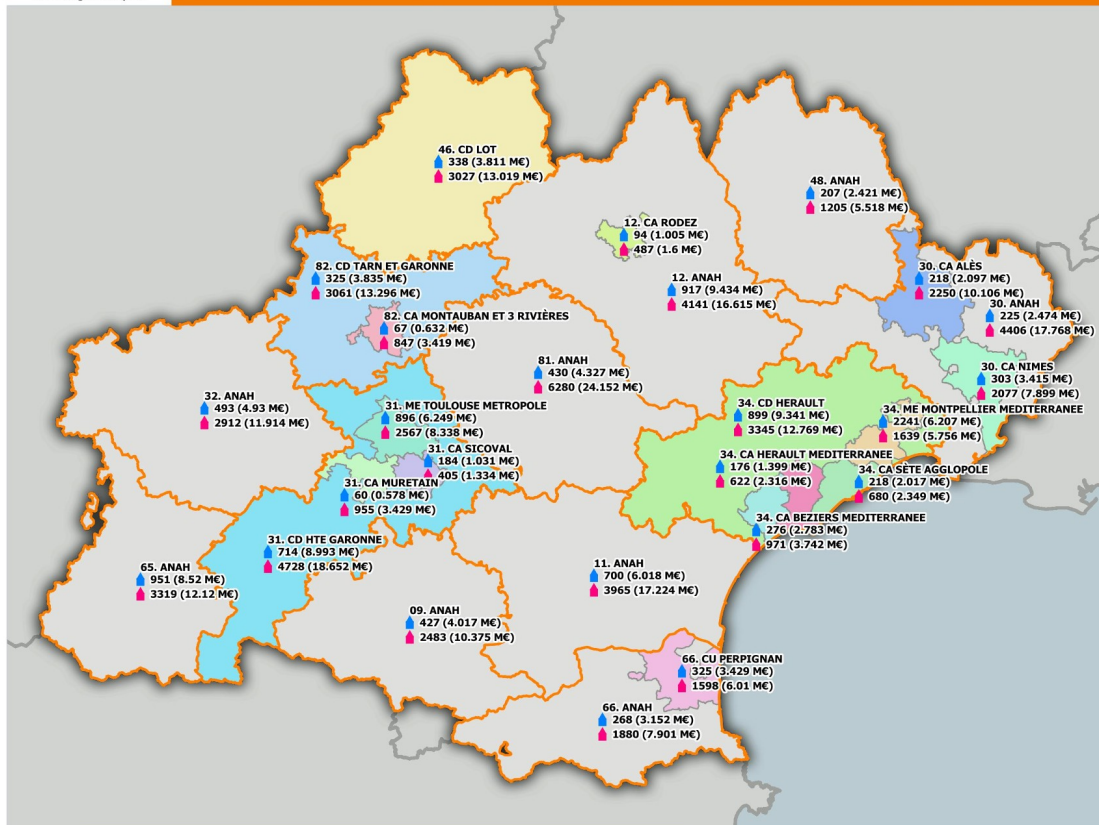 46. CD LOT
338 (3.811 M€)
3027 (13.019 M€)
48. ANAH
207 (2.421 M€)
1205 (5.518 M€)
12. CA RODEZ
94 (1.005 M€)
487 (1.6 M€)
82. CD TARN ET GARONNE
325 (3.835 M€)
3061 (13.296 M€)
12. ANAH
917 (9.434 M€)
4141 (16.615 M€)
30. CA ALÈS
218 (2.097 M€)
2250 (10.106 M€)
30. ANAH
225 (2.474 M€)
4406 (17.768 M€)
82. CA MONTAUBAN ET 3 RIVIÈRES
67 (0.632 M€)
847 (3.419 M€)
81. ANAH
430 (4.327 M€)
6280 (24.152 M€)
30. CA NIMES
303 (3.415 M€)
2077 (7.899 M€)
32. ANAH
493 (4.93 M€)
2912 (11.914 M€)
31. ME TOULOUSE METROPOLE
896 (6.249 M€)
2567 (8.338 M€)
34. CD HERAULT
899 (9.341 M€)
3345 (12.769 M€)
34. ME MONTPELLIER MEDITERRANEE
2241 (6.207 M€)
1639 (5.756 M€)
31. CA SICOVAL
184 (1.031 M€)
405 (1.334 M€)
34. CA HERAULT MEDITERRANEE
176 (1.399 M€)
622 (2.316 M€)
34. CA SÈTE AGGLOPOLE
218 (2.017 M€)
680 (2.349 M€)
31. CA MURETAIN
60 (0.578 M€)
955 (3.429 M€)
34. CA BEZIERS MEDITERRANEE
276 (2.783 M€)
971 (3.742 M€)
31. CD HTE GARONNE
714 (8.993 M€)
4728 (18.652 M€)
65. ANAH
951 (8.52 M€)
3319 (12.12 M€)
11. ANAH
700 (6.018 M€)
3965 (17.224 M€)
09. ANAH
427 (4.017 M€)
2483 (10.375 M€)
66. CU PERPIGNAN
325 (3.429 M€)
1598 (6.01 M€)
66. ANAH
268 (3.152 M€)
1880 (7.901 M€)